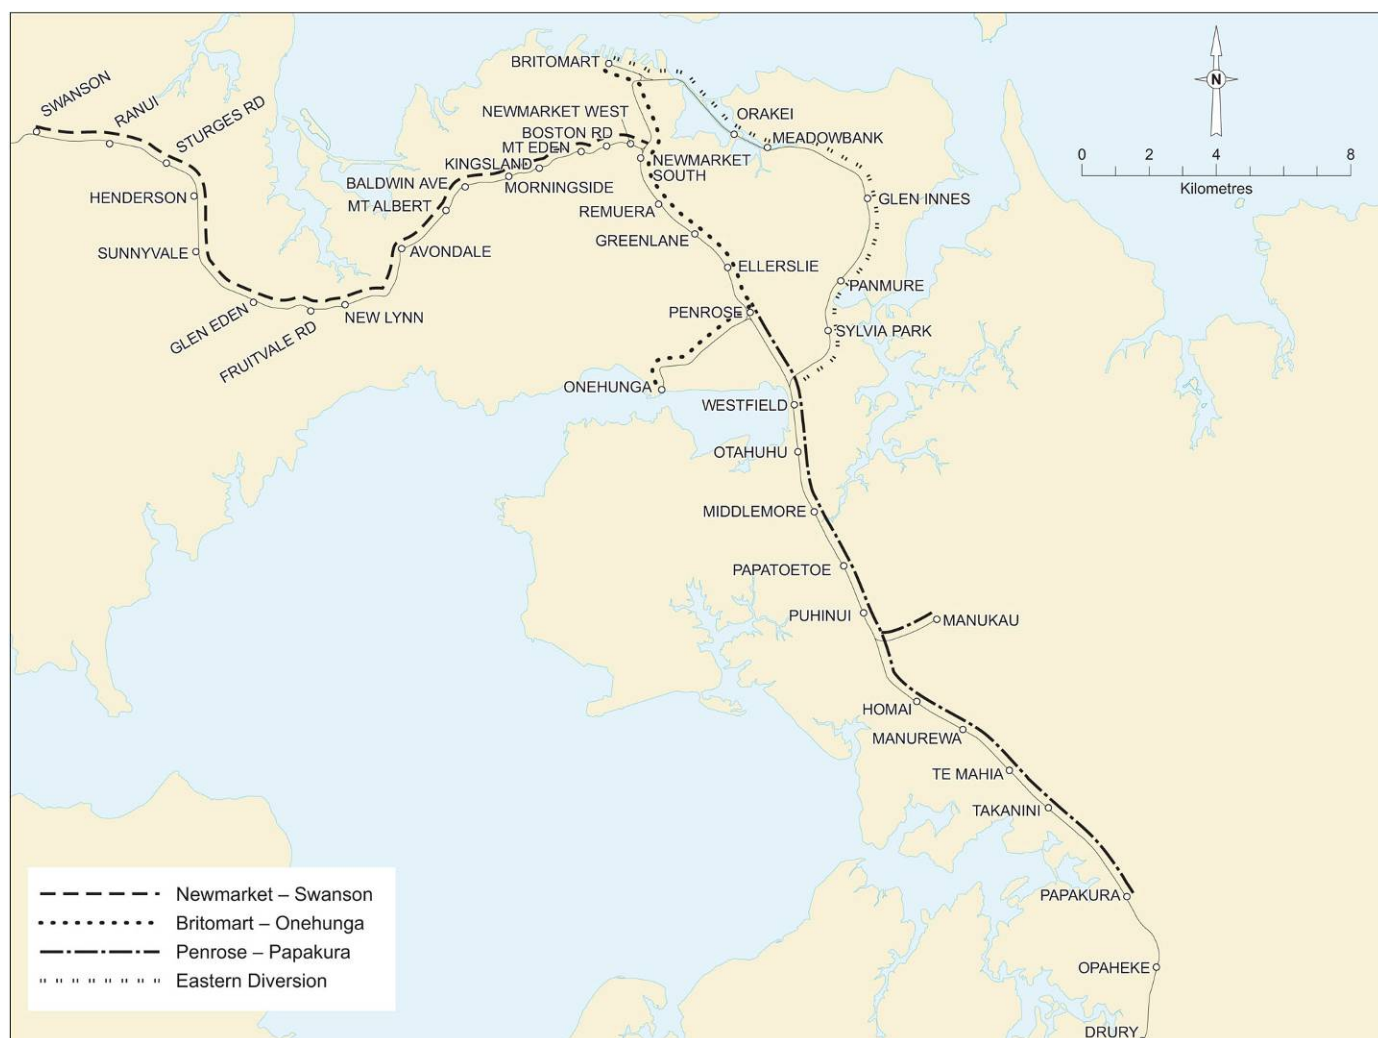 BRITOMART
SWANSON
RANUI
STURGES RD
NEWMARKET WEST
BOSTON RD
MT EDEN
KINGSLAND
BALDWIN AVE
MORNINGSIDE
MT ALBERT
HENDERSON
SUNNYVALE
AVONDALE
GLEN EDEN
FRUITVALE RD
NEW LYNN
ORAKEI
MEADOWBANK
NEWMARKET
SOUTH
REMUERA
GREENLANE
ELLERSLIE
PENROSE
GLEN INNES
PANMURE
SYLVIA PARK
ONEHUNGA
WESTFIELD
OTAHUHU
MIDDLEMORE
PAPATOETOE
PUHINUI
MANUKAU
HOMAI
MANUREWA
TE MAHIA
TAKANINI
PAPAKURA
OPAHEKE
DRURY
N
0 2 4 6 8
Kilometres
Newmarket – Swanson
Britomart – Onehunga
Penrose – Papakura
Eastern Diversion